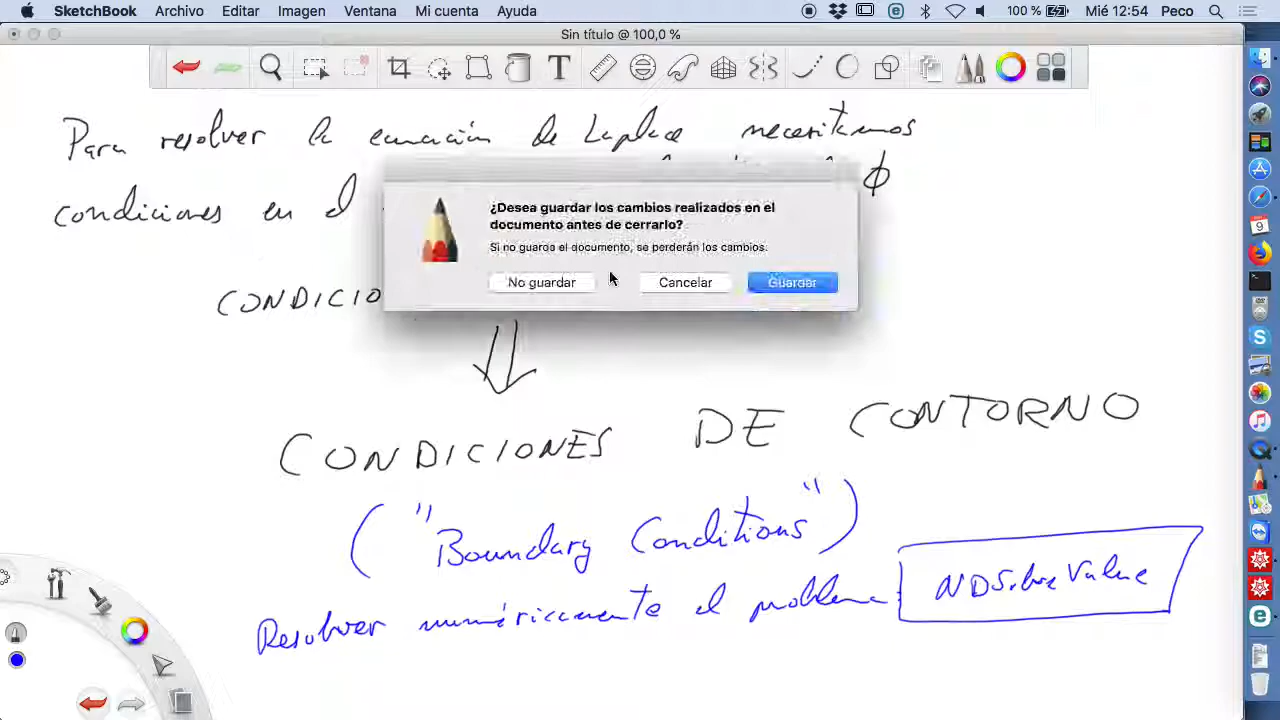 SketchBook Archivo Editar Imagen Ventana Mi cuenta Ayuda 100 % Mié 12:54 Peco
Sin título @ 100,0 %
Para resolver la ecuación de Laplace necesitamos
condiciones en el ϕ
¿Desea guardar los cambios realizados en el
documento antes de cerrarlo?
Si no guarda el documento, se perderán los cambios.
No guardar Cancelar Guardar
CONDICIO
CONDICIONES DE CONTORNO
("Boundary Conditions")
Resolver numéricamente el problema: NDSolveValue